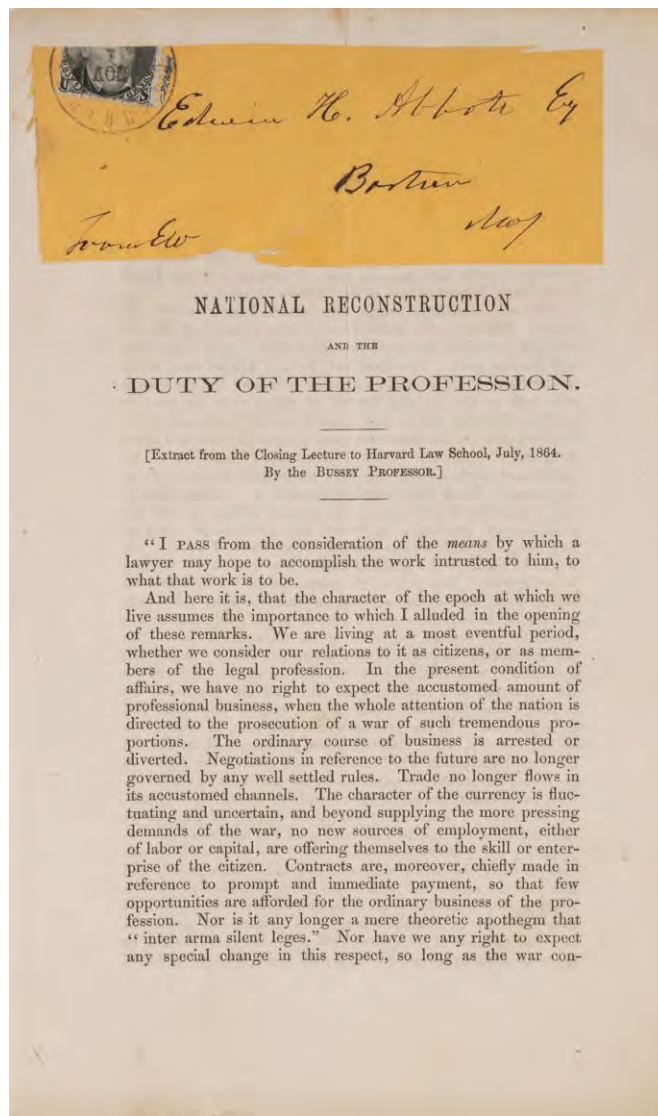 Edwin H. Abbott Esq
Boston
Mas
From EW
NATIONAL RECONSTRUCTION
AND THE
DUTY OF THE PROFESSION.
[Extract from the Closing Lecture to Harvard Law School, July, 1864.
By the BUSSEY PROFESSOR.]
“I PASS from the consideration of the means by which a
lawyer may hope to accomplish the work intrusted to him, to
what that work is to be.
And here it is, that the character of the epoch at which we
live assumes the importance to which I alluded in the opening
of these remarks. We are living at a most eventful period,
whether we consider our relations to it as citizens, or as mem-
bers of the legal profession. In the present condition of
affairs, we have no right to expect the accustomed amount of
professional business, when the whole attention of the nation is
directed to the prosecution of a war of such tremendous pro-
portions. The ordinary course of business is arrested or
diverted. Negotiations in reference to the future are no longer
governed by any well settled rules. Trade no longer flows in
its accustomed channels. The character of the currency is fluc-
tuating and uncertain, and beyond supplying the more pressing
demands of the war, no new sources of employment, either
of labor or capital, are offering themselves to the skill or enter-
prise of the citizen. Contracts are, moreover, chiefly made in
reference to prompt and immediate payment, so that few
opportunities are afforded for the ordinary business of the pro-
fession. Nor is it any longer a mere theoretic apothegm that
“inter arma silent leges.” Nor have we any right to expect
any special change in this respect, so long as the war con-